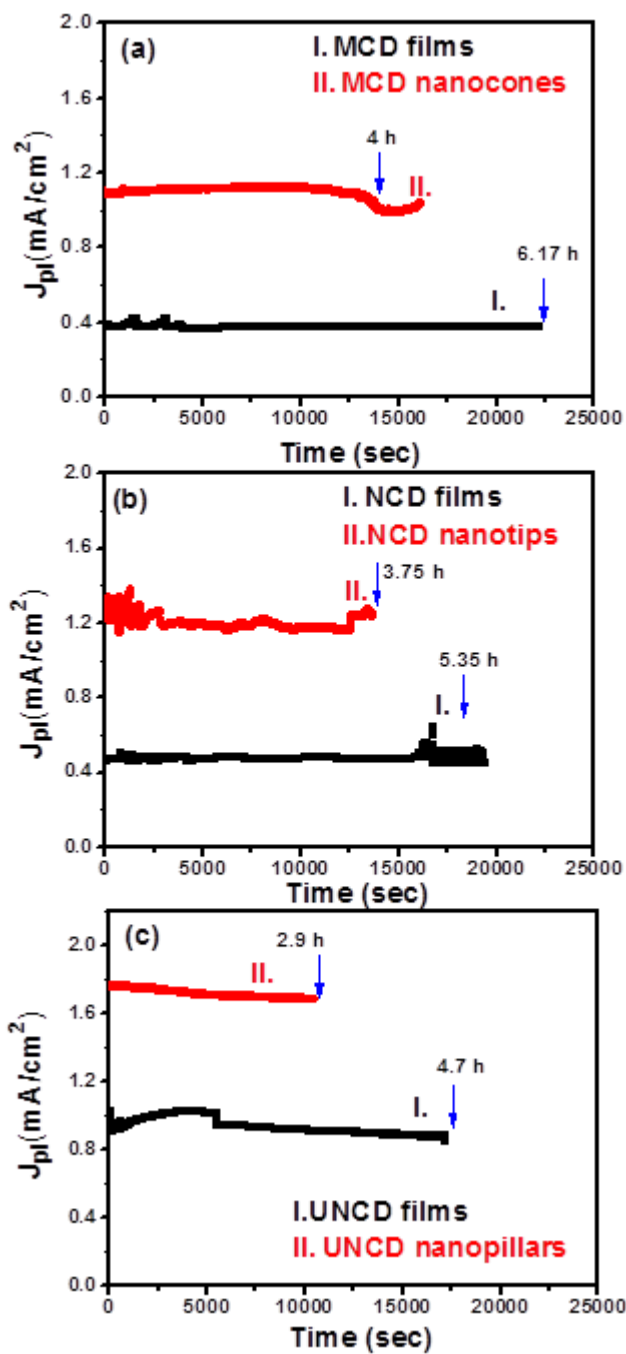 (a)
I. MCD films
II. MCD nanocones
2.0
1.6
1.2
0.8
0.4
0.0
4 h
II.
6.17 h
I.
Jpl(mA/cm2)
0 5000 10000 15000 20000 25000
Time (sec)
(b)
I. NCD films
II.NCD nanotips
2.0
1.6
1.2
0.8
0.4
0.0
II.
3.75 h
5.35 h
I.
Jpl(mA/cm2)
0 5000 10000 15000 20000 25000
Time (sec)
(c)
2.0
1.6
1.2
0.8
0.4
0.0
2.9 h
II.
4.7 h
I.
I.UNCD films
II. UNCD nanopillars
Jpl(mA/cm2)
0 5000 10000 15000 20000 25000
Time (sec)